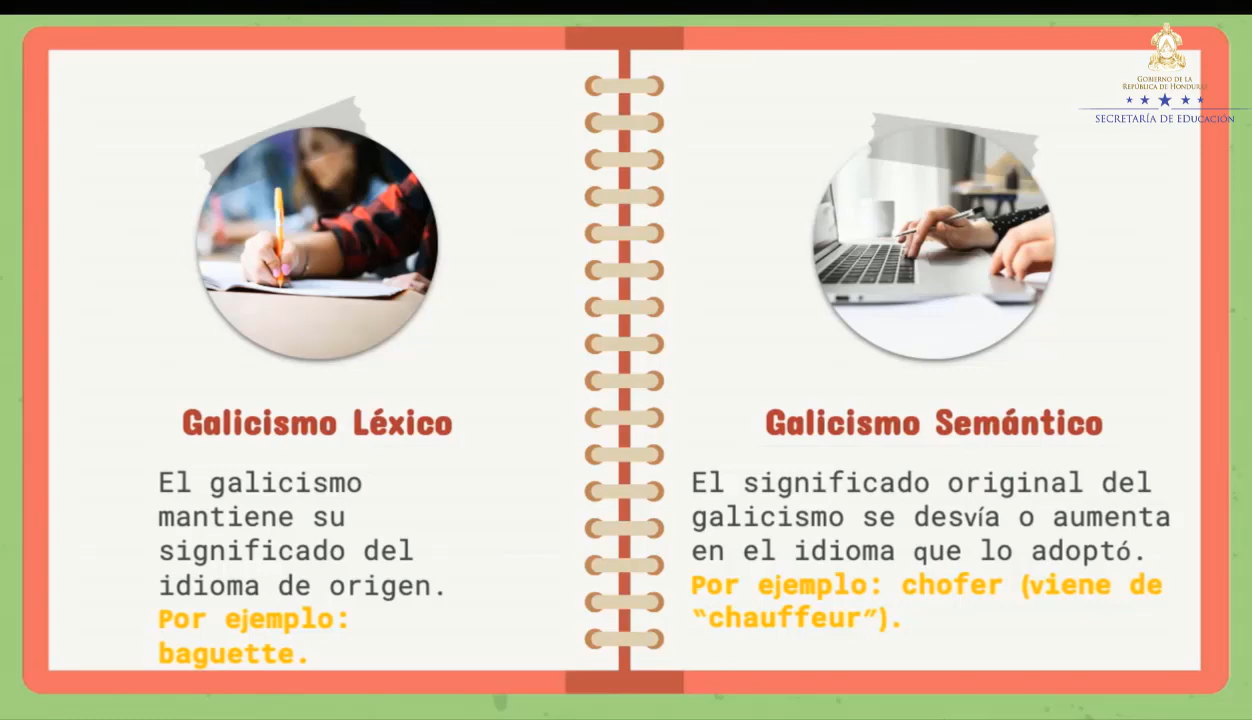 GOBIERNO DE LA
REPÚBLICA DE HONDURAS
SECRETARÍA DE EDUCACIÓN
Galicismo Léxico
El galicismo
mantiene su
significado del
idioma de origen.
Por ejemplo:
baguette.
Galicismo Semántico
El significado original del
galicismo se desvía o aumenta
en el idioma que lo adoptó.
Por ejemplo: chofer (viene de
“chauffeur”).